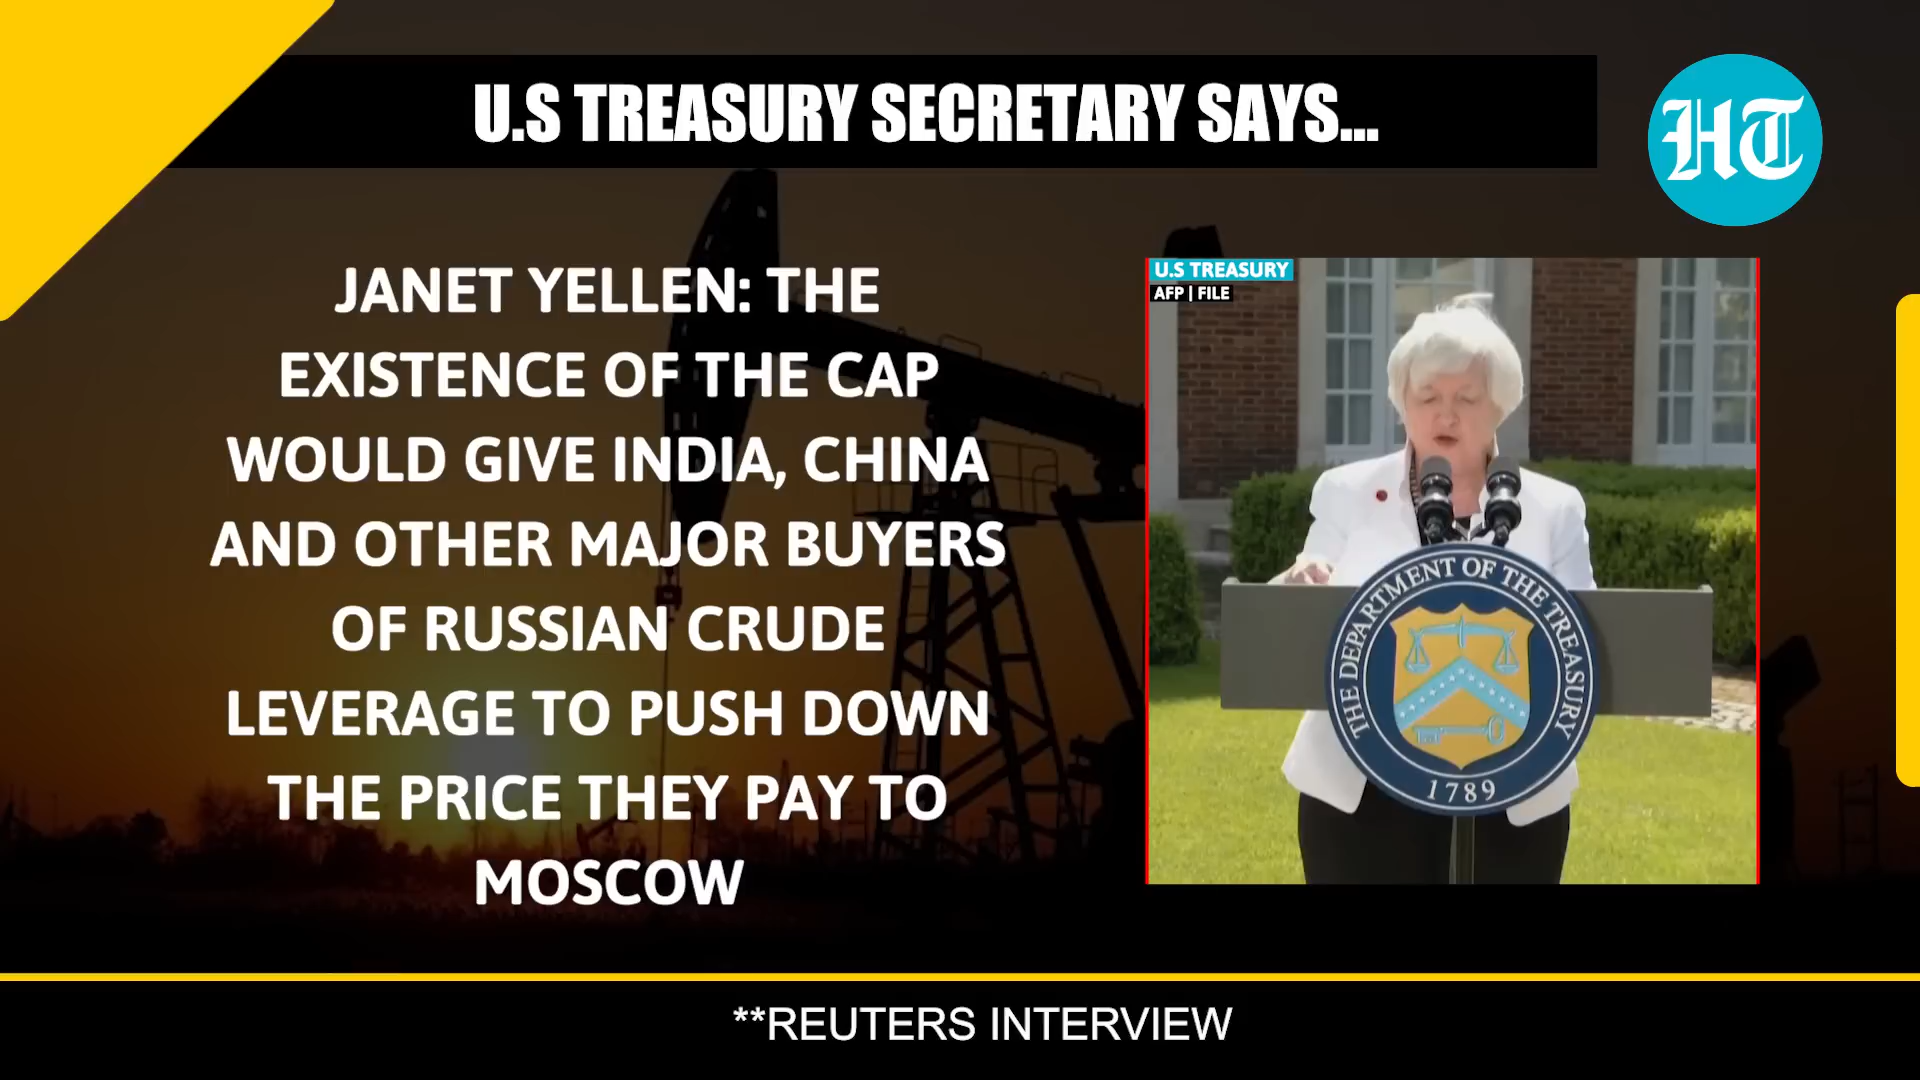 U.S TREASURY SECRETARY SAYS...
HT
JANET YELLEN: THE
EXISTENCE OF THE CAP
WOULD GIVE INDIA, CHINA
AND OTHER MAJOR BUYERS
OF RUSSIAN CRUDE
LEVERAGE TO PUSH DOWN
THE PRICE THEY PAY TO
MOSCOW
U.S TREASURY
AFP | FILE
THE DEPARTMENT OF THE TREASURY
1789
**REUTERS INTERVIEW